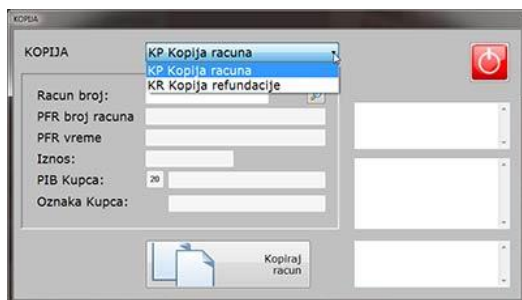 KOPIJA
KOPIJA
KP Kopija racuna
KP Kopija racuna
KR Kopija refundacije
Racun broj:
PFR broj racuna
PFR vreme
Iznos:
PIB Kupca:
20
Oznaka Kupca:
Kopiraj
racun